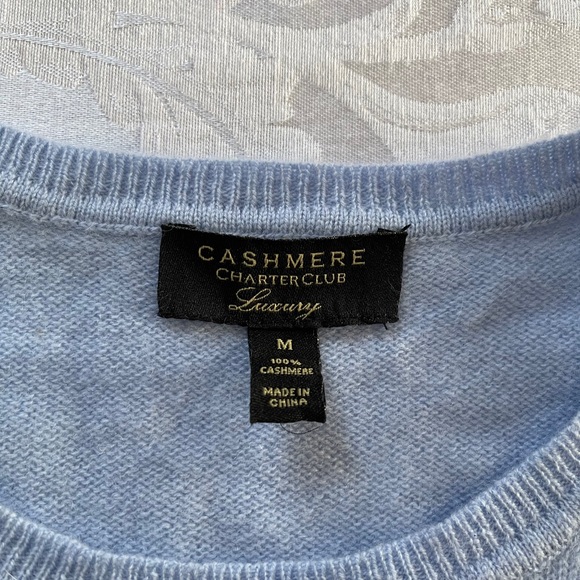 CASHMERE
CHARTER CLUB
Luxury
M
100%
CASHMERE
MADE IN
CHINA